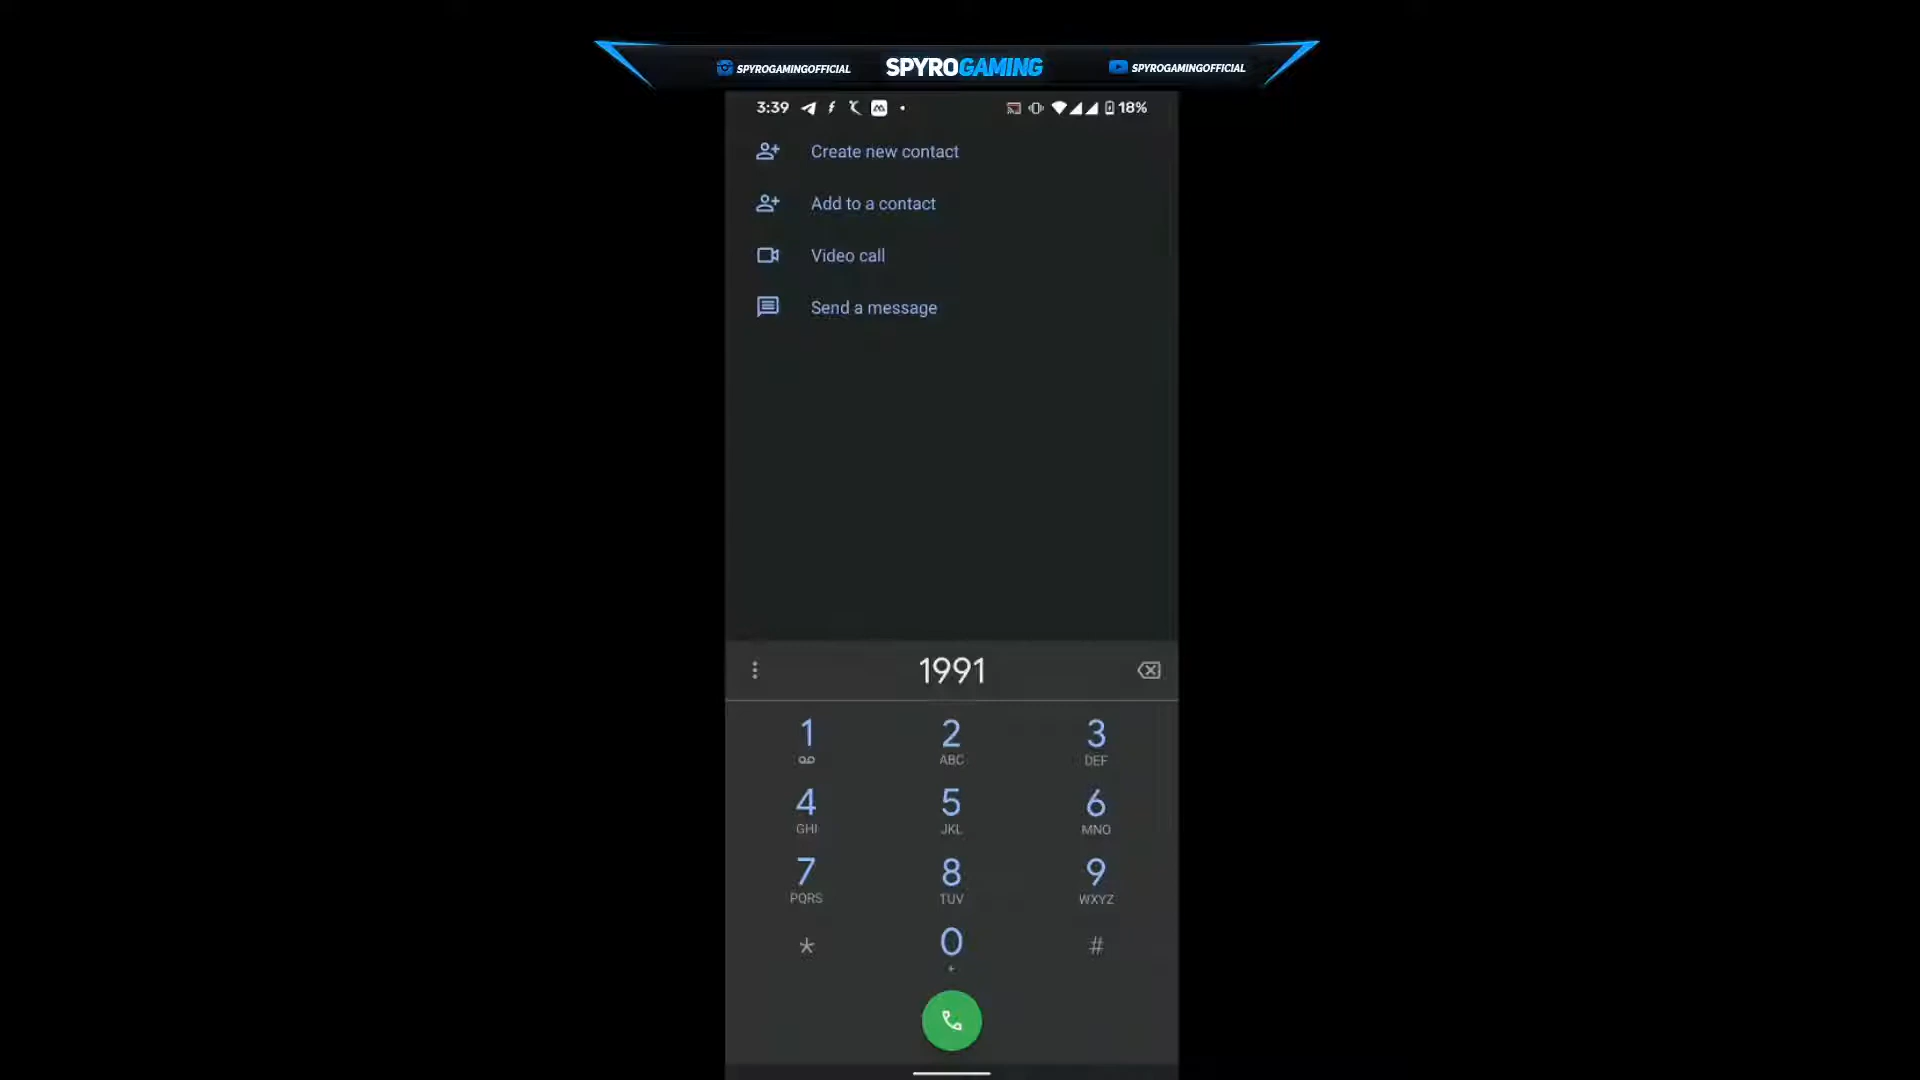 SPYROGAMINGOFFICIAL SPYROGAMING SPYROGAMINGOFFICIAL
3:39 18%
Create new contact
Add to a contact
Video call
Send a message
1991
1 2 3
ABC DEF
4 5 6
GHI JKL MNO
7 8 9
PQRS TUV WXYZ
* 0 #
+